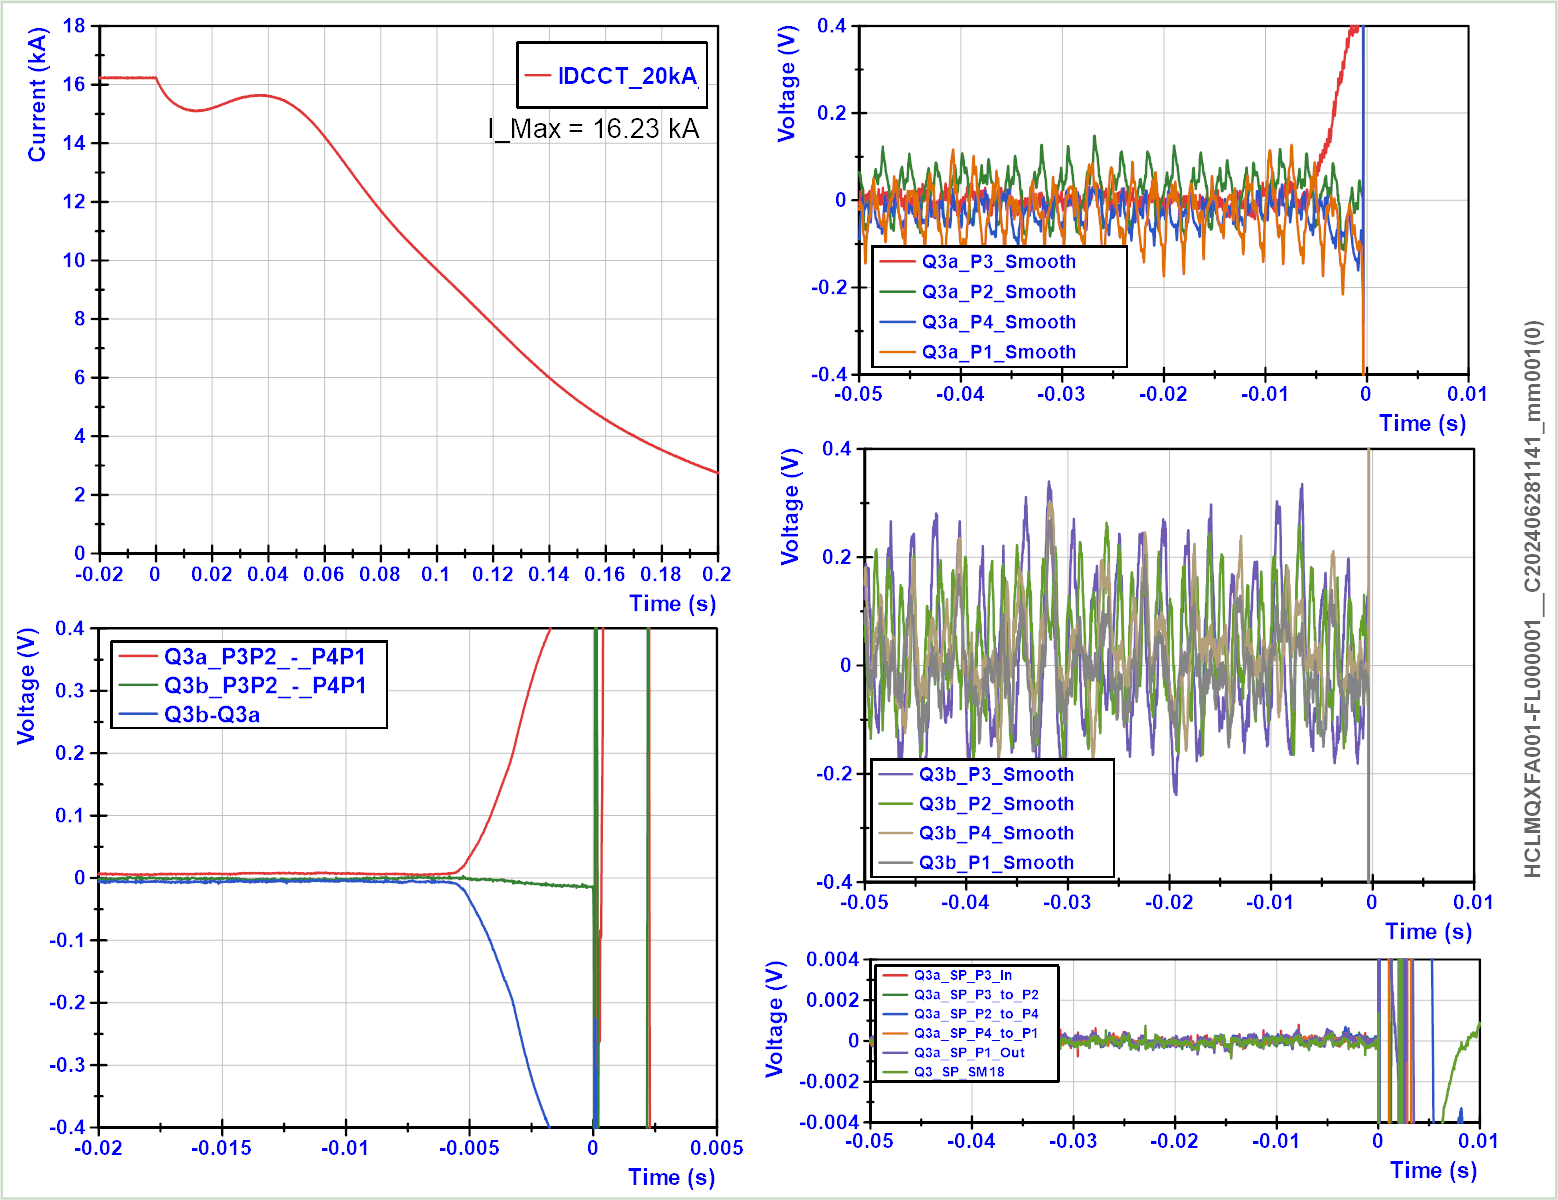 18
16
14
12
10
8
6
4
2
0
Current (kA)
IDCCT_20kA
I_Max = 16.23 kA
-0.02
0
0.02
0.04
0.06
0.08
0.1
0.12
0.14
0.16
0.18
0.2
Time (s)
0.4
0.2
0
-0.2
-0.4
Voltage (V)
Q3a_P3_Smooth
Q3a_P2_Smooth
Q3a_P4_Smooth
Q3a_P1_Smooth
-0.05
-0.04
-0.03
-0.02
-0.01
0
0.01
Time (s)
0.4
0.3
0.2
0.1
0
-0.1
-0.2
-0.3
-0.4
Voltage (V)
Q3a_P3P2_-_P4P1
Q3b_P3P2_-_P4P1
Q3b-Q3a
-0.02
-0.015
-0.01
-0.005
0
0.005
Time (s)
0.4
0.2
0
-0.2
-0.4
Voltage (V)
Q3b_P3_Smooth
Q3b_P2_Smooth
Q3b_P4_Smooth
Q3b_P1_Smooth
-0.05
-0.04
-0.03
-0.02
-0.01
0
0.01
Time (s)
0.004
0.002
0
-0.002
-0.004
Voltage (V)
Q3a_SP_P3_In
Q3a_SP_P3_to_P2
Q3a_SP_P2_to_P4
Q3a_SP_P4_to_P1
Q3a_SP_P1_Out
Q3_SP_SM18
-0.05
-0.04
-0.03
-0.02
-0.01
0
0.01
Time (s)
HCLMQXFA001-FL000001__C202406281141_mm001(0)